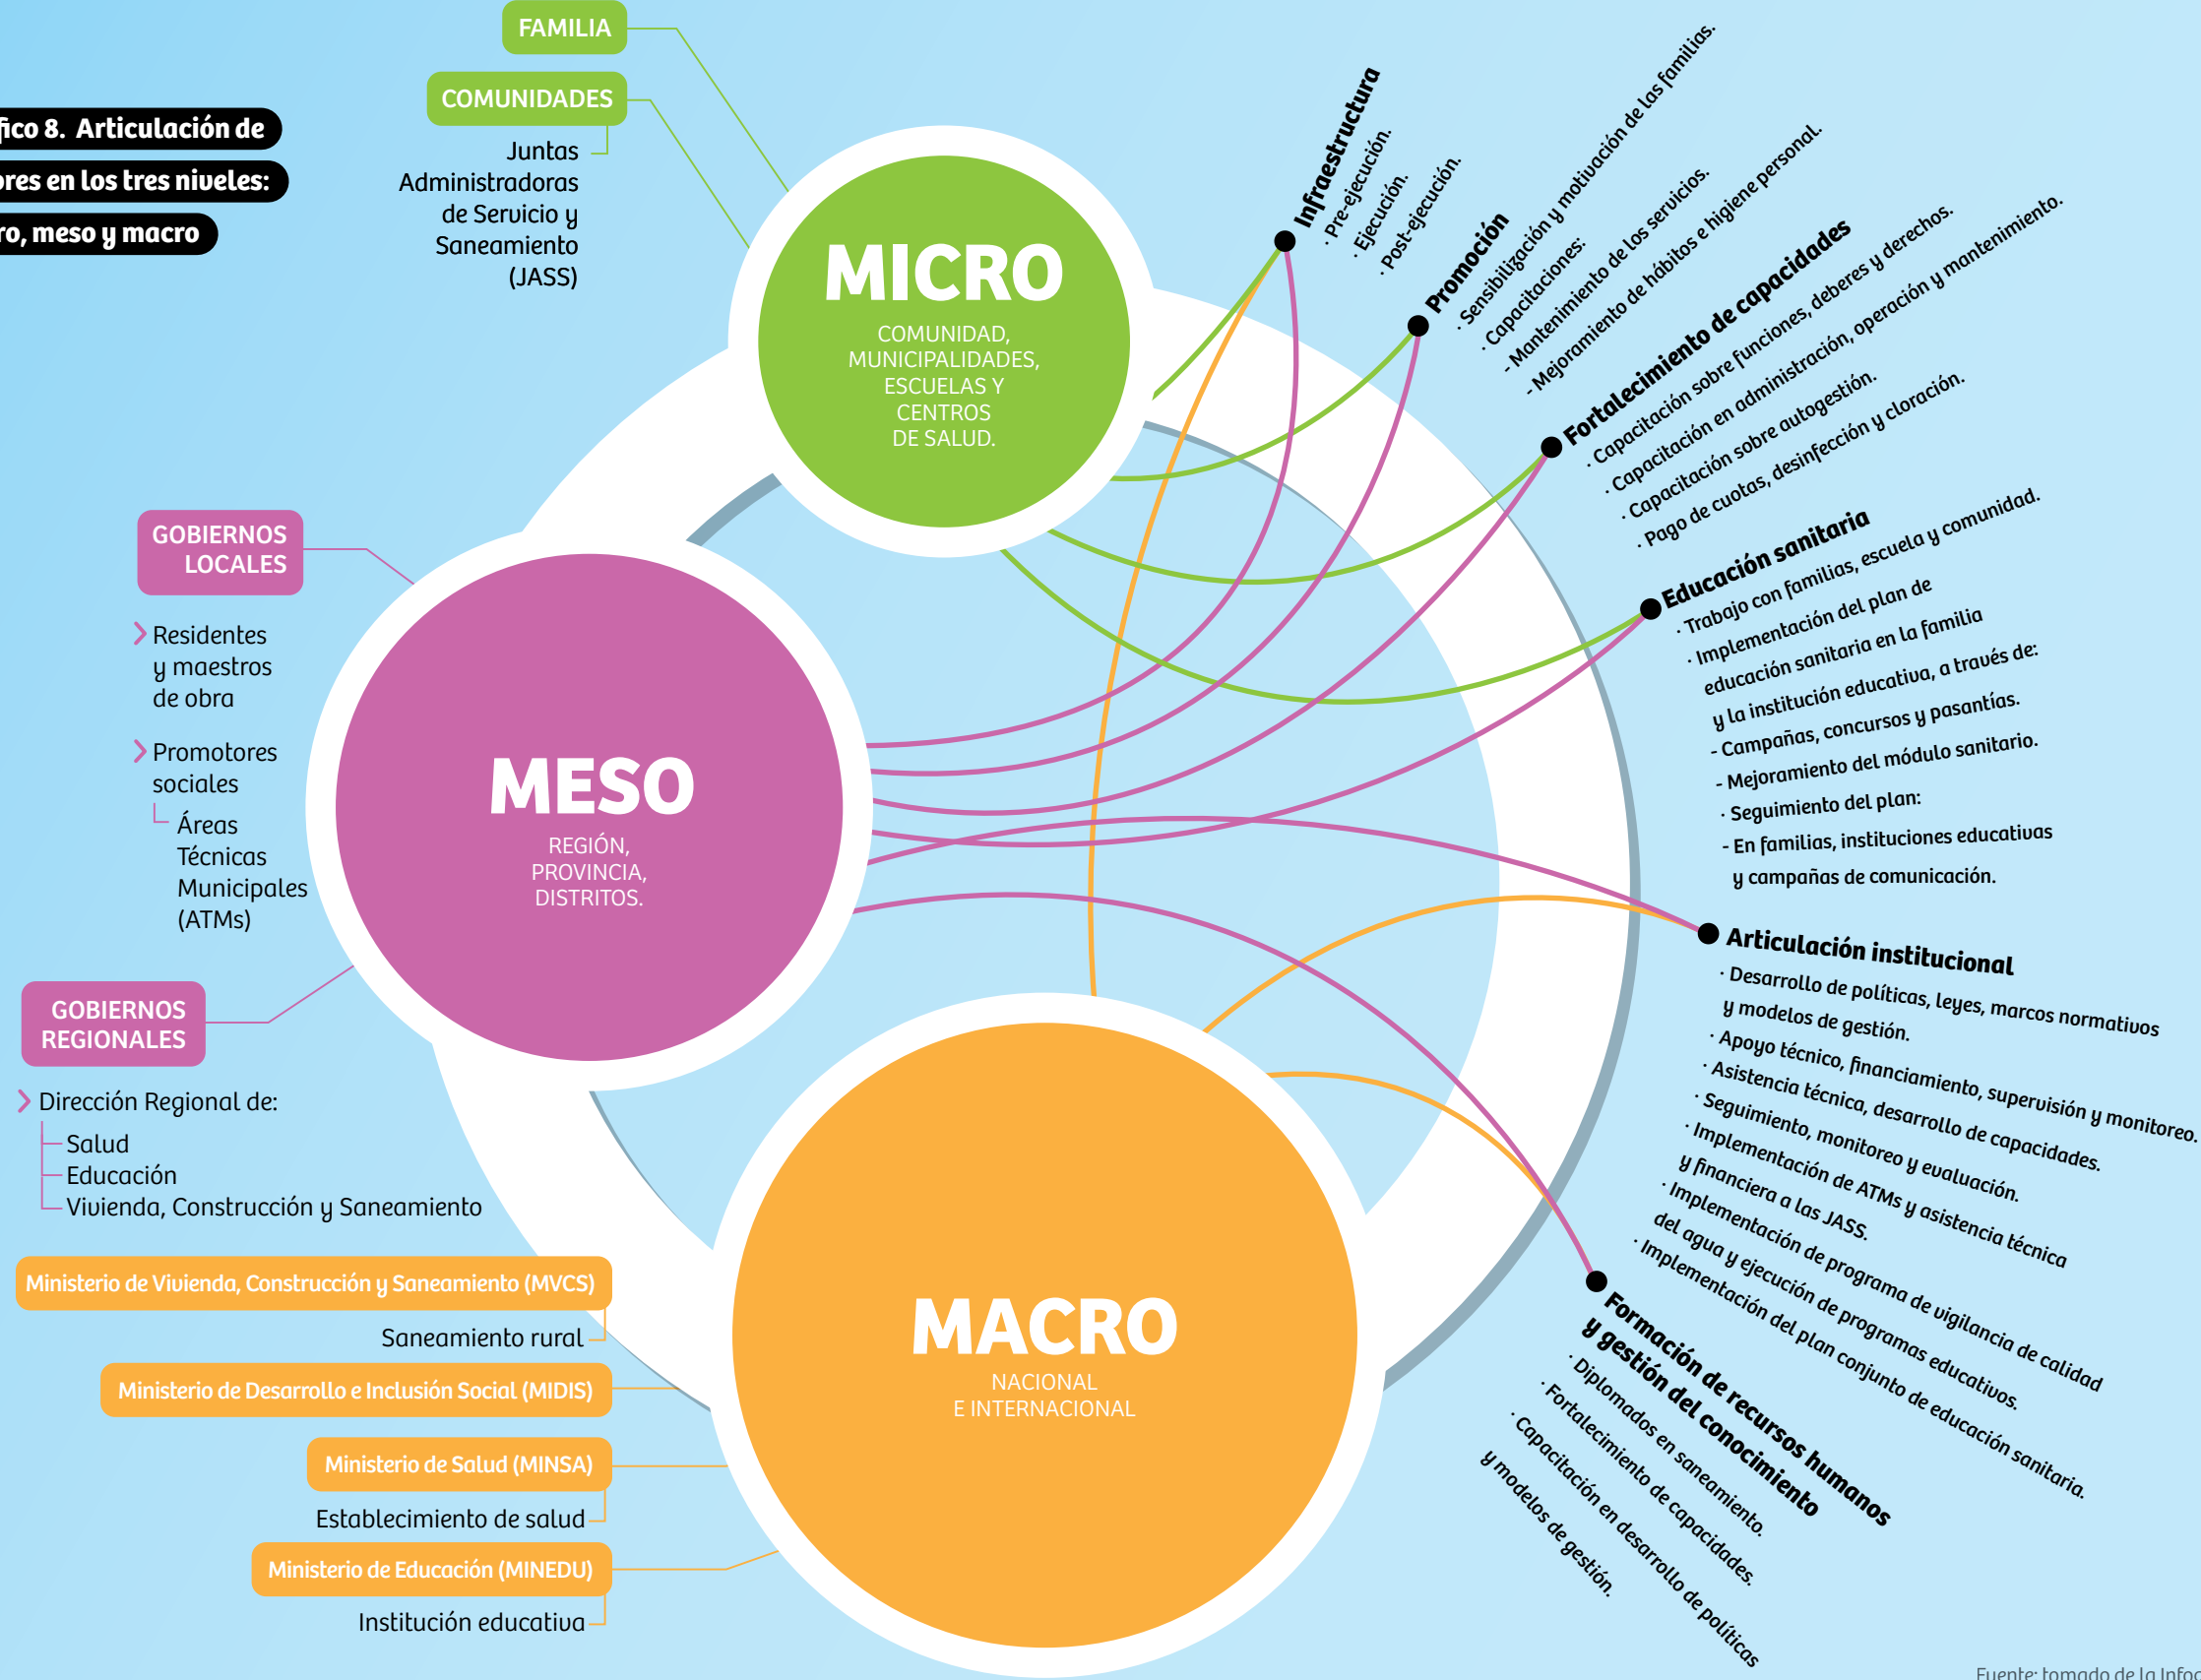 fico 8. Articulación de
ores en los tres niveles:
ro, meso y macro
FAMILIA
COMUNIDADES
Juntas
Administradoras
de Servicio y
Saneamiento
(JASS)
MICRO
COMUNIDAD,
MUNICIPALIDADES,
ESCUELAS Y
CENTROS
DE SALUD.
GOBIERNOS
LOCALES
Residentes
y maestros
de obra
Promotores
sociales
Áreas
Técnicas
Municipales
(ATMs)
MESO
REGIÓN,
PROVINCIA,
DISTRITOS.
GOBIERNOS
REGIONALES
Dirección Regional de:
Salud
Educación
Vivienda, Construcción y Saneamiento
Ministerio de Vivienda, Construcción y Saneamiento (MVCS)
Saneamiento rural
Ministerio de Desarrollo e Inclusión Social (MIDIS)
Ministerio de Salud (MINSA)
Establecimiento de salud
Ministerio de Educación (MINEDU)
Institución educativa
MACRO
NACIONAL
E INTERNACIONAL
Infraestructura
· Pre-ejecución.
· Ejecución.
· Post-ejecución.
Promoción
· Sensibilización y motivación de las familias.
· Capacitaciones:
- Mantenimiento de los servicios.
- Mejoramiento de hábitos e higiene personal.
Fortalecimiento de capacidades
· Capacitación sobre funciones, deberes y derechos.
· Capacitación en administración, operación y mantenimiento.
· Capacitación sobre autogestión.
· Pago de cuotas, desinfección y cloración.
Educación sanitaria
· Trabajo con familias, escuela y comunidad.
· Implementación del plan de
educación sanitaria en la familia
y la institución educativa, a través de:
- Campañas, concursos y pasantías.
- Mejoramiento del módulo sanitario.
· Seguimiento del plan:
- En familias, instituciones educativas
y campañas de comunicación.
Articulación institucional
· Desarrollo de políticas, leyes, marcos normativos
y modelos de gestión.
· Apoyo técnico, financiamiento, supervisión y monitoreo.
· Asistencia técnica, desarrollo de capacidades.
· Seguimiento, monitoreo y evaluación.
· Implementación de ATMs y asistencia técnica
y financiera a las JASS.
· Implementación de programa de vigilancia de calidad
del agua y ejecución de programas educativos.
· Implementación del plan conjunto de educación sanitaria.
Formación de recursos humanos
y gestión del conocimiento
· Diplomados en saneamiento.
· Fortalecimiento de capacidades.
· Capacitación en desarrollo de políticas
y modelos de gestión.
Fuente: tomado de la Infog